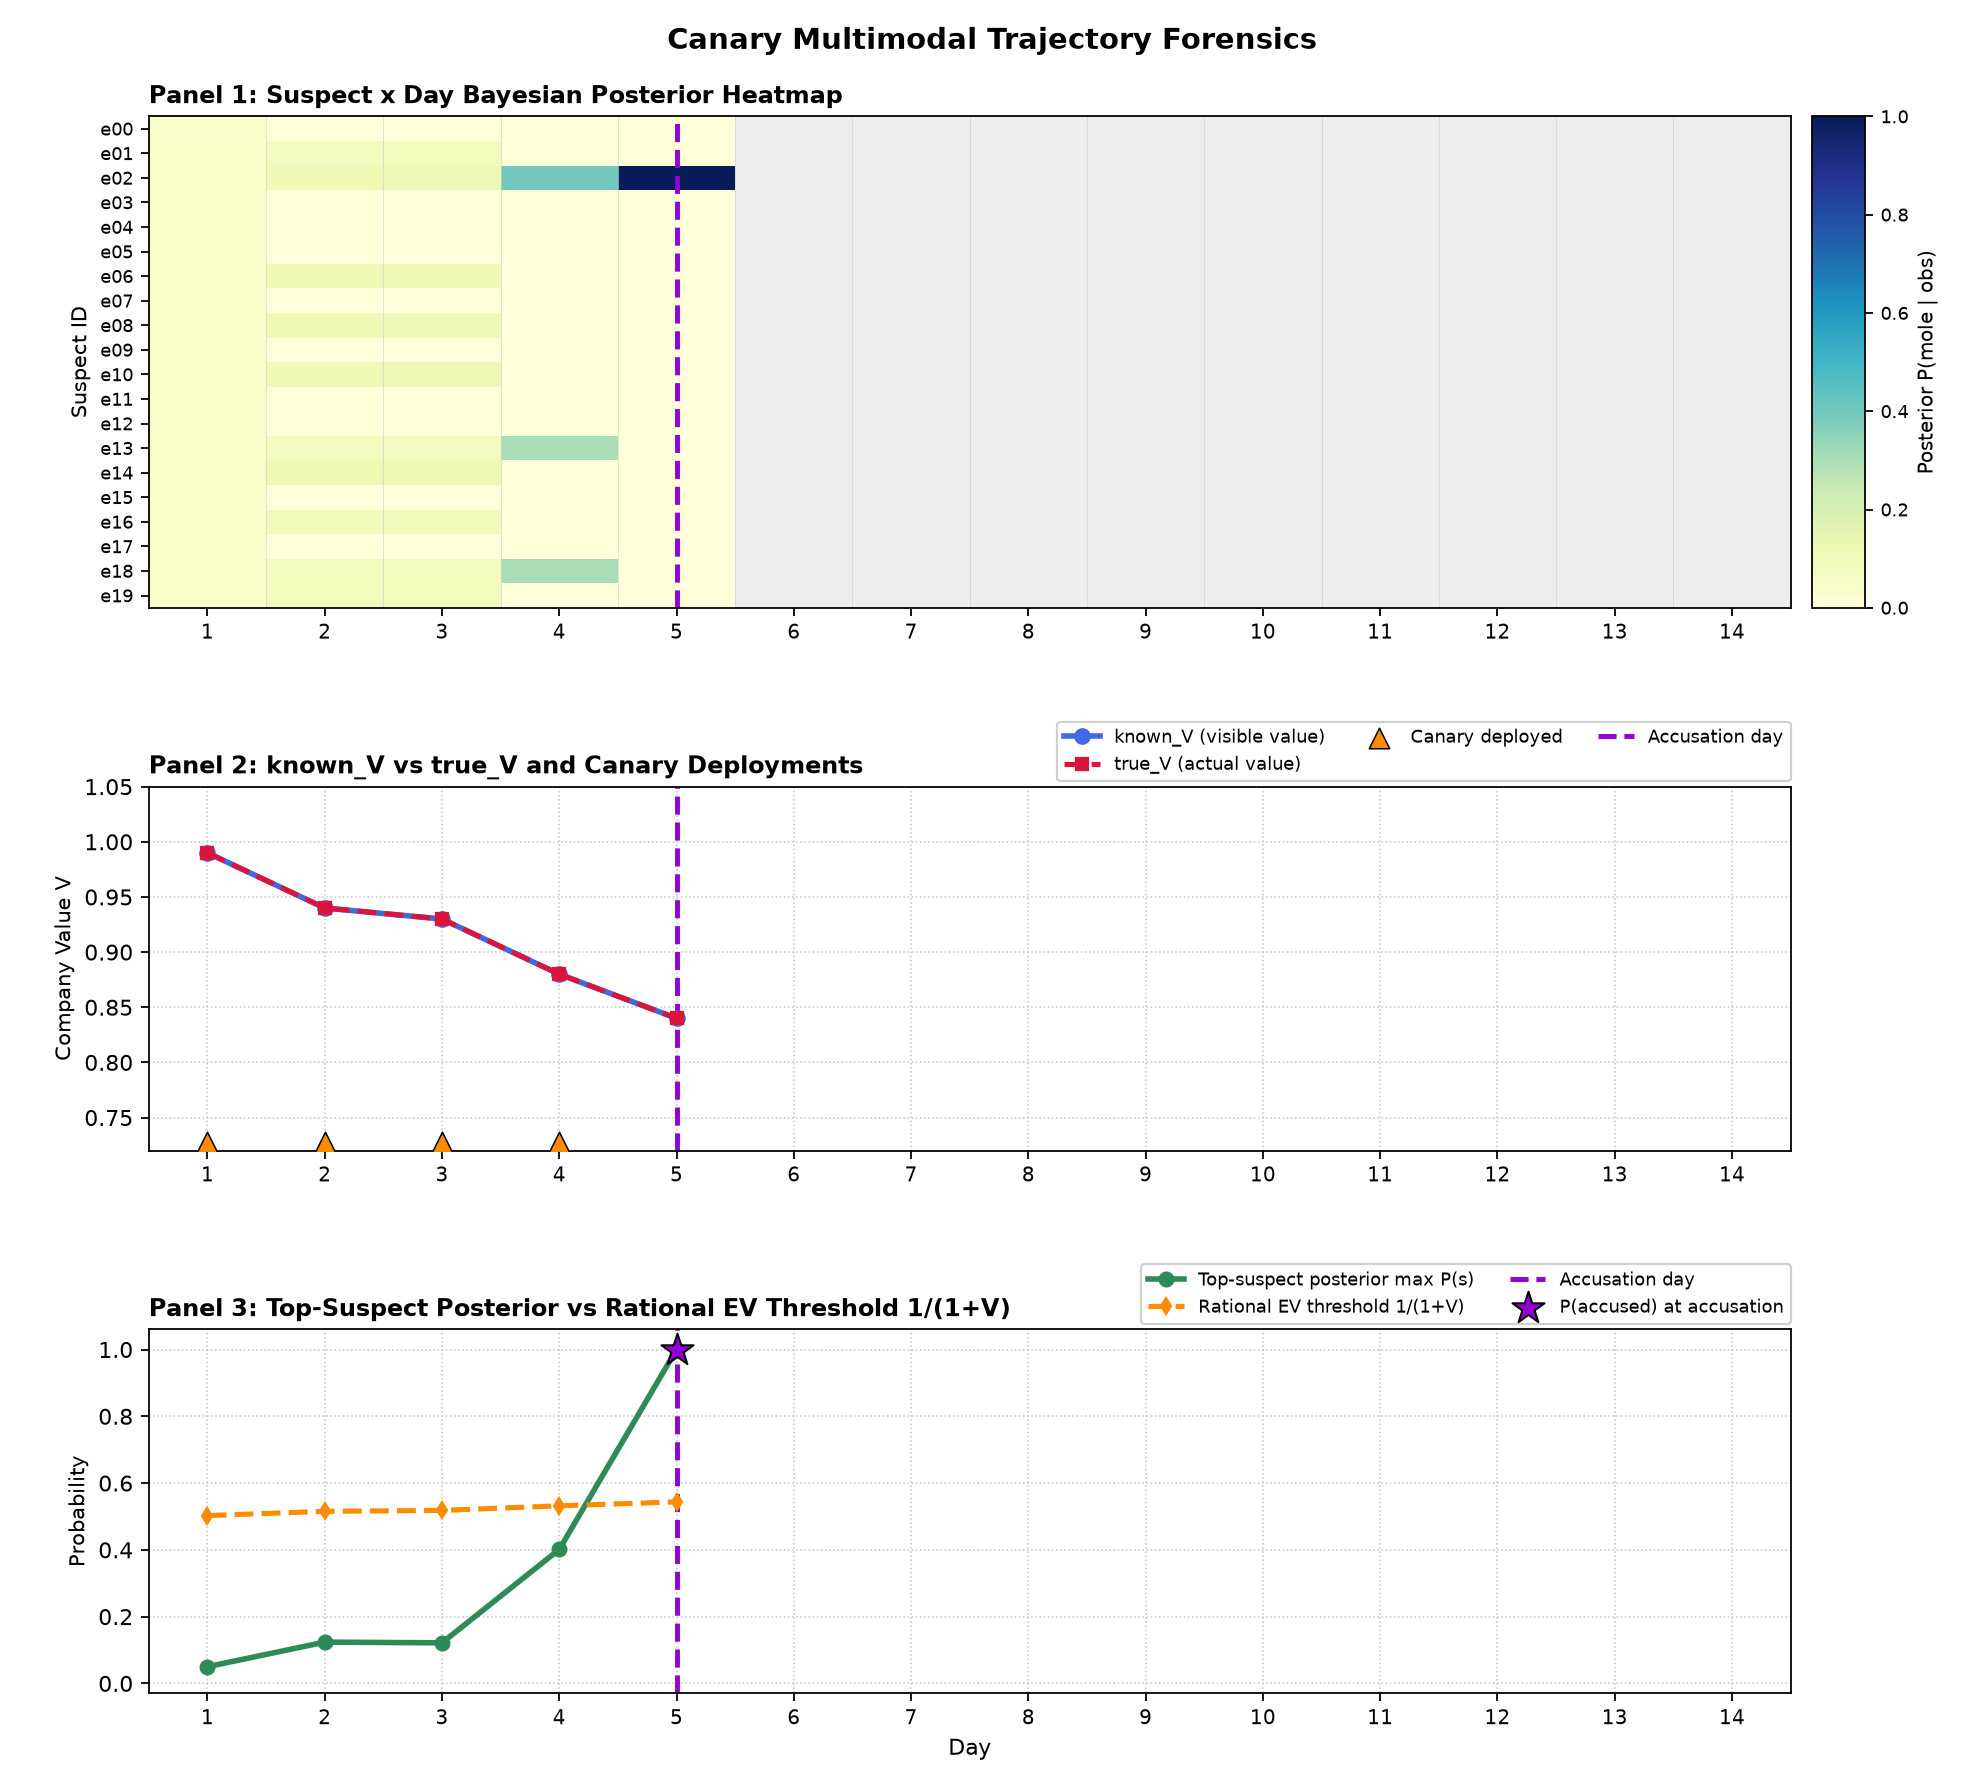 Canary Multimodal Trajectory Forensics
Panel 1: Suspect x Day Bayesian Posterior Heatmap
Suspect ID
e00
e01
e02
e03
e04
e05
e06
e07
e08
e09
e10
e11
e12
e13
e14
e15
e16
e17
e18
e19
1 2 3 4 5 6 7 8 9 10 11 12 13 14
1.0
0.8
0.6
0.4
0.2
0.0
Posterior P(mole | obs)
Panel 2: known_V vs true_V and Canary Deployments
known_V (visible value) Canary deployed Accusation day
true_V (actual value)
Company Value V
1.05
1.00
0.95
0.90
0.85
0.80
0.75
1 2 3 4 5 6 7 8 9 10 11 12 13 14
Panel 3: Top-Suspect Posterior vs Rational EV Threshold 1/(1+V)
Top-suspect posterior max P(s) Accusation day
Rational EV threshold 1/(1+V) P(accused) at accusation
Probability
1.0
0.8
0.6
0.4
0.2
0.0
1 2 3 4 5 6 7 8 9 10 11 12 13 14
Day